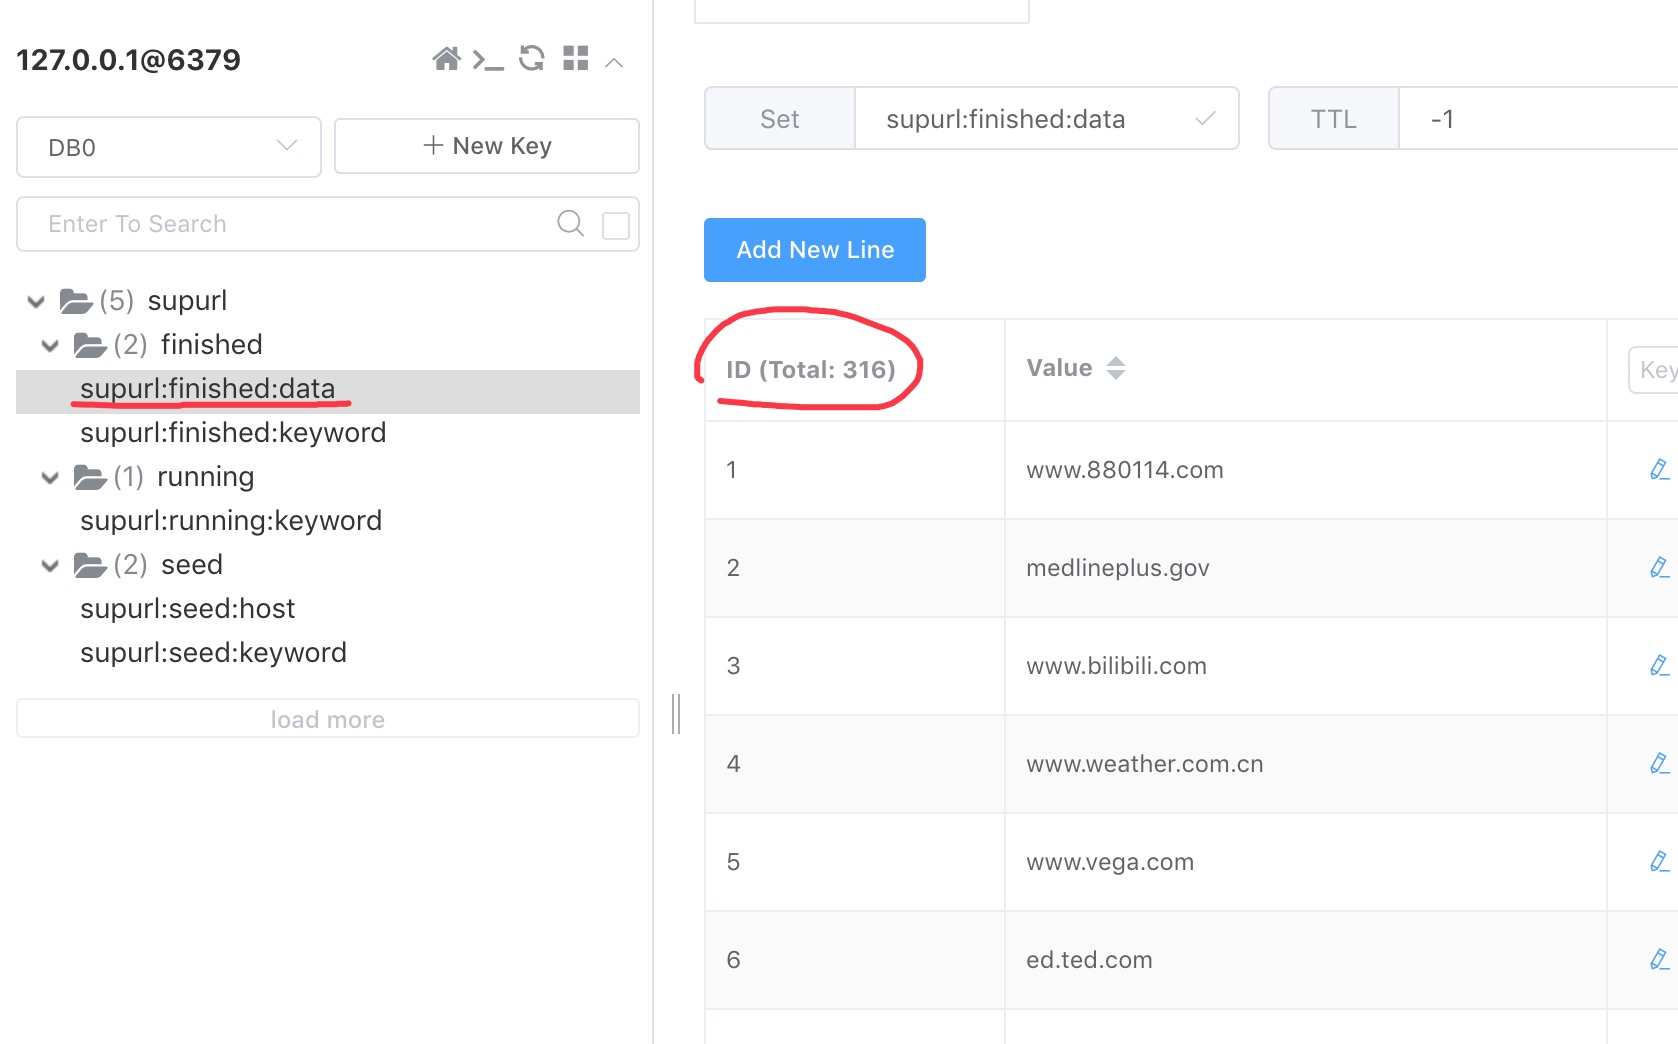 127.0.0.1@6379
DB0
+ New Key
Enter To Search
(5) supurl
(2) finished
supurl:finished:data
supurl:finished:keyword
(1) running
supurl:running:keyword
(2) seed
supurl:seed:host
supurl:seed:keyword
load more
Set supurl:finished:data
TTL -1
Add New Line
ID (Total: 316) Value Key
1 www.880114.com
2 medlineplus.gov
3 www.bilibili.com
4 www.weather.com.cn
5 www.vega.com
6 ed.ted.com